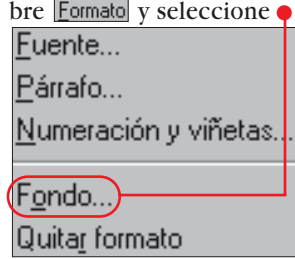 bre Formato y seleccione
Fuente...
Párrafo...
Numeración y viñetas...
Fondo...
Quitar formato